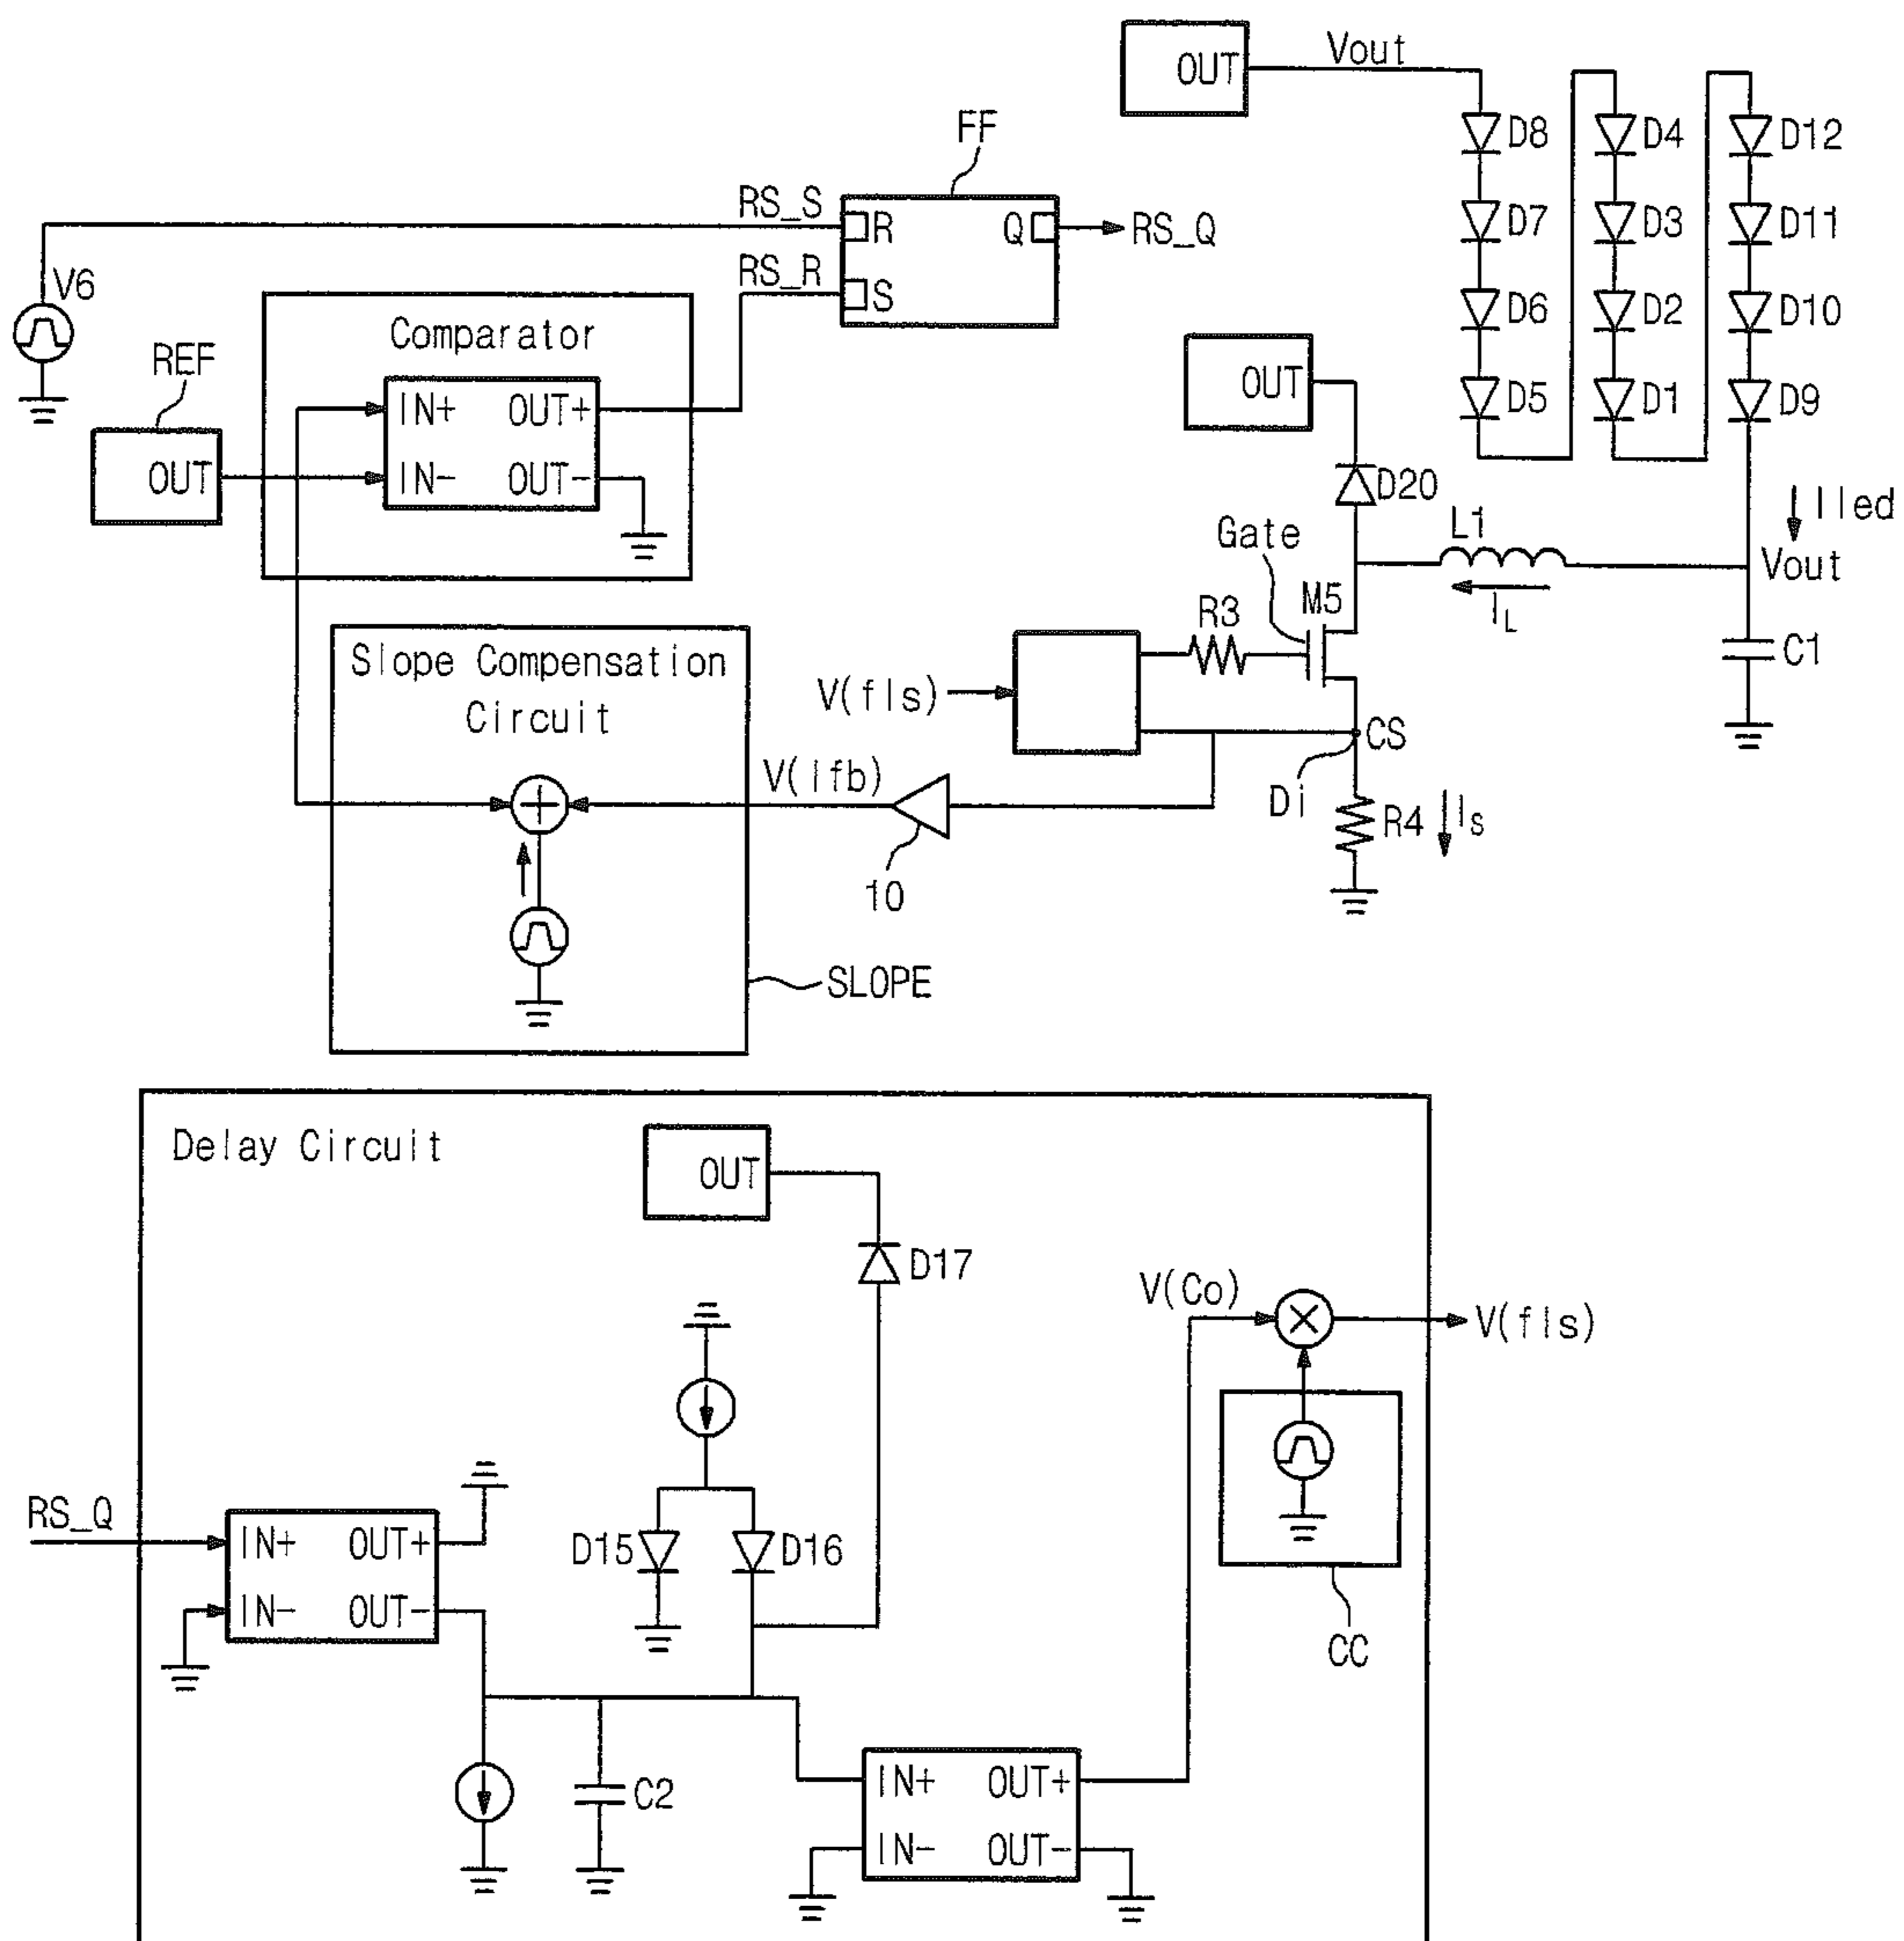 OUT
Vout
FF
D8
D4
D12
RS_S
R
Q
RS_Q
D7
D3
D11
V6
RS_R
S
D6
D2
D10
Comparator
REF
OUT
IN+
OUT+
OUT
D5
D1
D9
IN-
OUT-
D20
Iled
Gate
L1
Vout
R3
M5
IL
C1
Slope Compensation
Circuit
V(fls)
CS
V(Ifb)
Di
R4
Is
10
SLOPE
Delay Circuit
OUT
D17
V(Co)
V(fls)
RS_Q
IN+
OUT+
D15
D16
IN-
OUT-
CC
C2
IN+
OUT+
IN-
OUT-